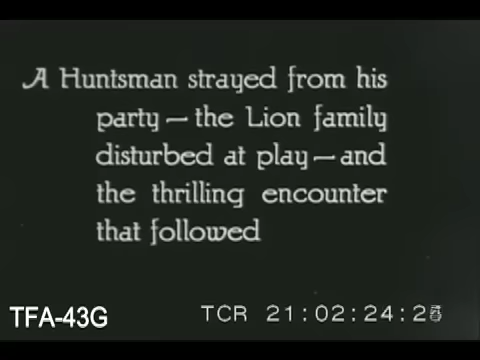 A Huntsman strayed from his
party — the Lion family
disturbed at play — and
the thrilling encounter
that followed
TFA-43G
TCR 21:02:24:2